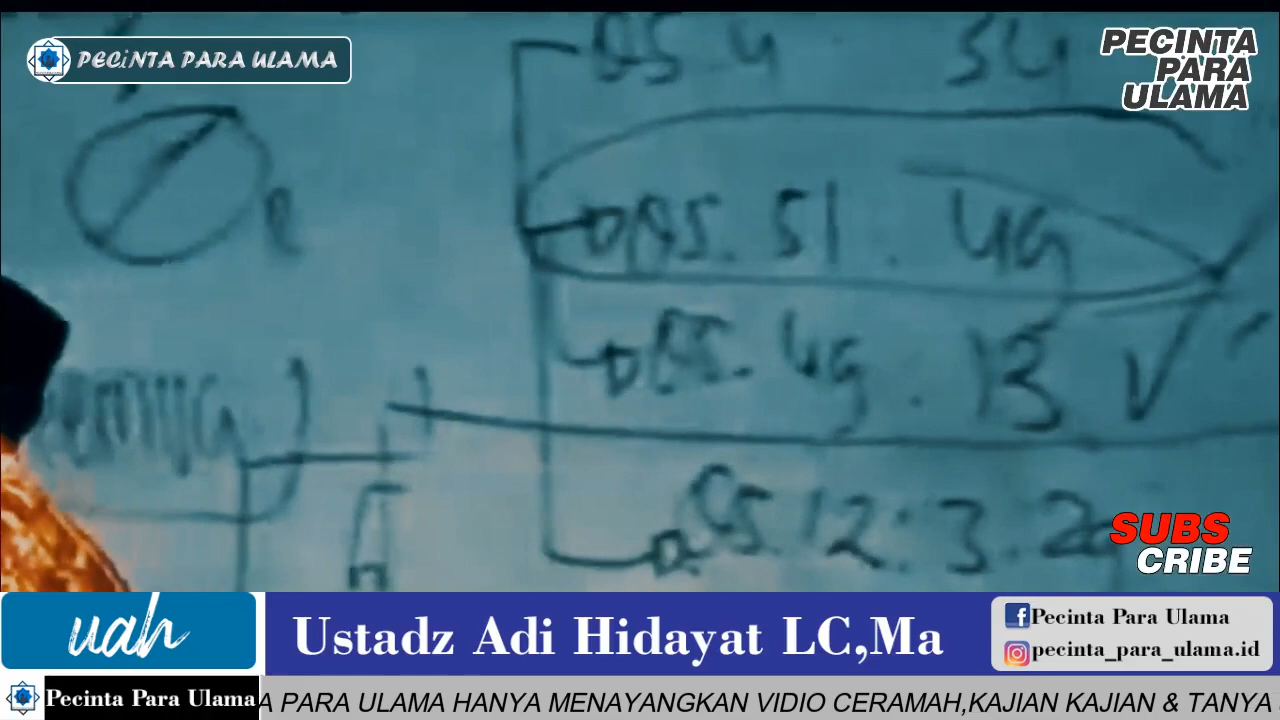 PECiNTA PARA ULAMA
PECINTA
PARA
ULAMA
QS 4
QS. 51. 49
QS. 49. 13 V
QS 12: 3.
SUBS
CRIBE
uah
Ustadz Adi Hidayat LC,Ma
Pecinta Para Ulama
pecinta_para_ulama.id
Pecinta Para Ulama
A PARA ULAMA HANYA MENAYANGKAN VIDIO CERAMAH,KAJIAN KAJIAN & TANYA